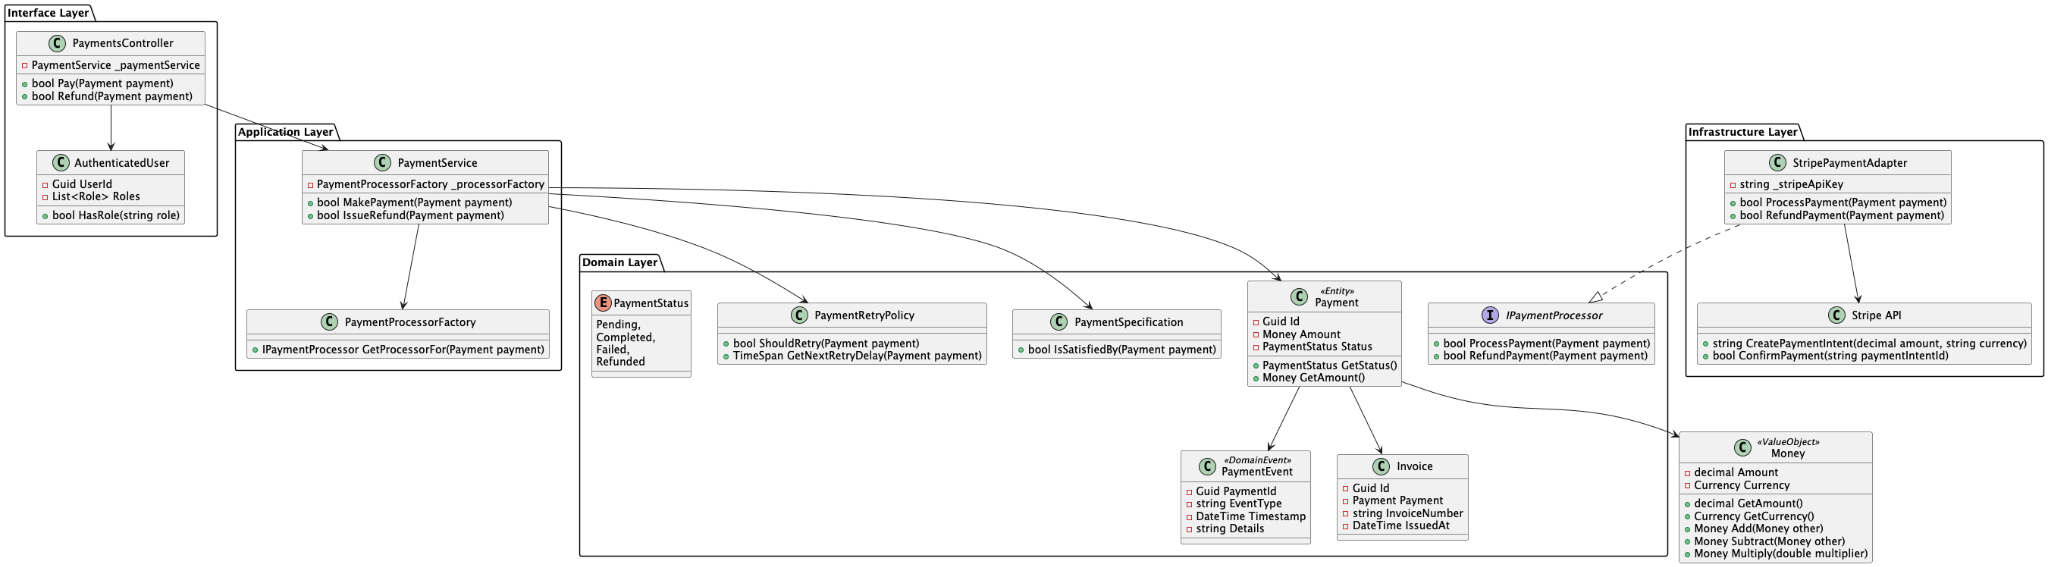 Interface Layer
C PaymentsController
PaymentService _paymentService
bool Pay(Payment payment)
bool Refund(Payment payment)
C AuthenticatedUser
Guid UserId
List<Role> Roles
bool HasRole(string role)
Application Layer
C PaymentService
PaymentProcessorFactory _processorFactory
bool MakePayment(Payment payment)
bool IssueRefund(Payment payment)
C PaymentProcessorFactory
IPaymentProcessor GetProcessorFor(Payment payment)
Domain Layer
E PaymentStatus
Pending,
Completed,
Failed,
Refunded
C PaymentRetryPolicy
bool ShouldRetry(Payment payment)
TimeSpan GetNextRetryDelay(Payment payment)
C PaymentSpecification
bool IsSatisfiedBy(Payment payment)
«Entity»
C Payment
Guid Id
Money Amount
PaymentStatus Status
PaymentStatus GetStatus()
Money GetAmount()
I IPaymentProcessor
bool ProcessPayment(Payment payment)
bool RefundPayment(Payment payment)
«DomainEvent»
C PaymentEvent
Guid PaymentId
string EventType
DateTime Timestamp
string Details
C Invoice
Guid Id
Payment Payment
string InvoiceNumber
DateTime IssuedAt
Infrastructure Layer
C StripePaymentAdapter
string _stripeApiKey
bool ProcessPayment(Payment payment)
bool RefundPayment(Payment payment)
C Stripe API
string CreatePaymentIntent(decimal amount, string currency)
bool ConfirmPayment(string paymentIntentId)
«ValueObject»
C Money
decimal Amount
Currency Currency
decimal GetAmount()
Currency GetCurrency()
Money Add(Money other)
Money Subtract(Money other)
Money Multiply(double multiplier)